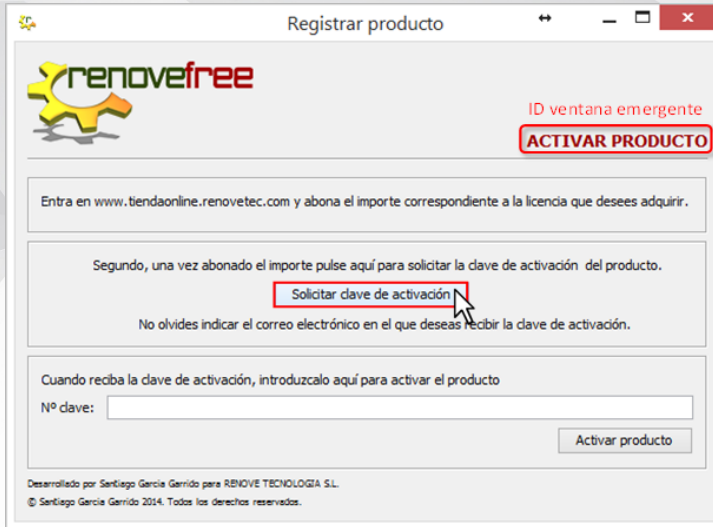 Registrar producto
renovefree
ID ventana emergente
ACTIVAR PRODUCTO
Entra en www.tiendaonline.renovetec.com y abona el importe correspondiente a la licencia que desees adquirir.
Segundo, una vez abonado el importe pulse aquí para solicitar la clave de activación del producto.
Solicitar clave de activación
No olvides indicar el correo electrónico en el que deseas recibir la clave de activación.
Cuando reciba la clave de activación, introduzcalo aquí para activar el producto
Nº clave:
Activar producto
Desarrollado por Santiago Garcia Garrido para RENOVE TECNOLOGIA S.L.
© Santiago Garcia Garrido 2014. Todos los derechos reservados.